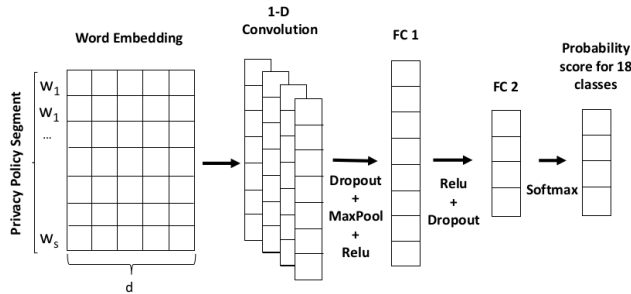 Word Embedding
1-D
Convolution
FC 1
FC 2
Probability
score for 18
classes
Privacy Policy Segment
W1
W1
...
Ws
d
Dropout
+
MaxPool
+
Relu
Relu
+
Dropout
Softmax